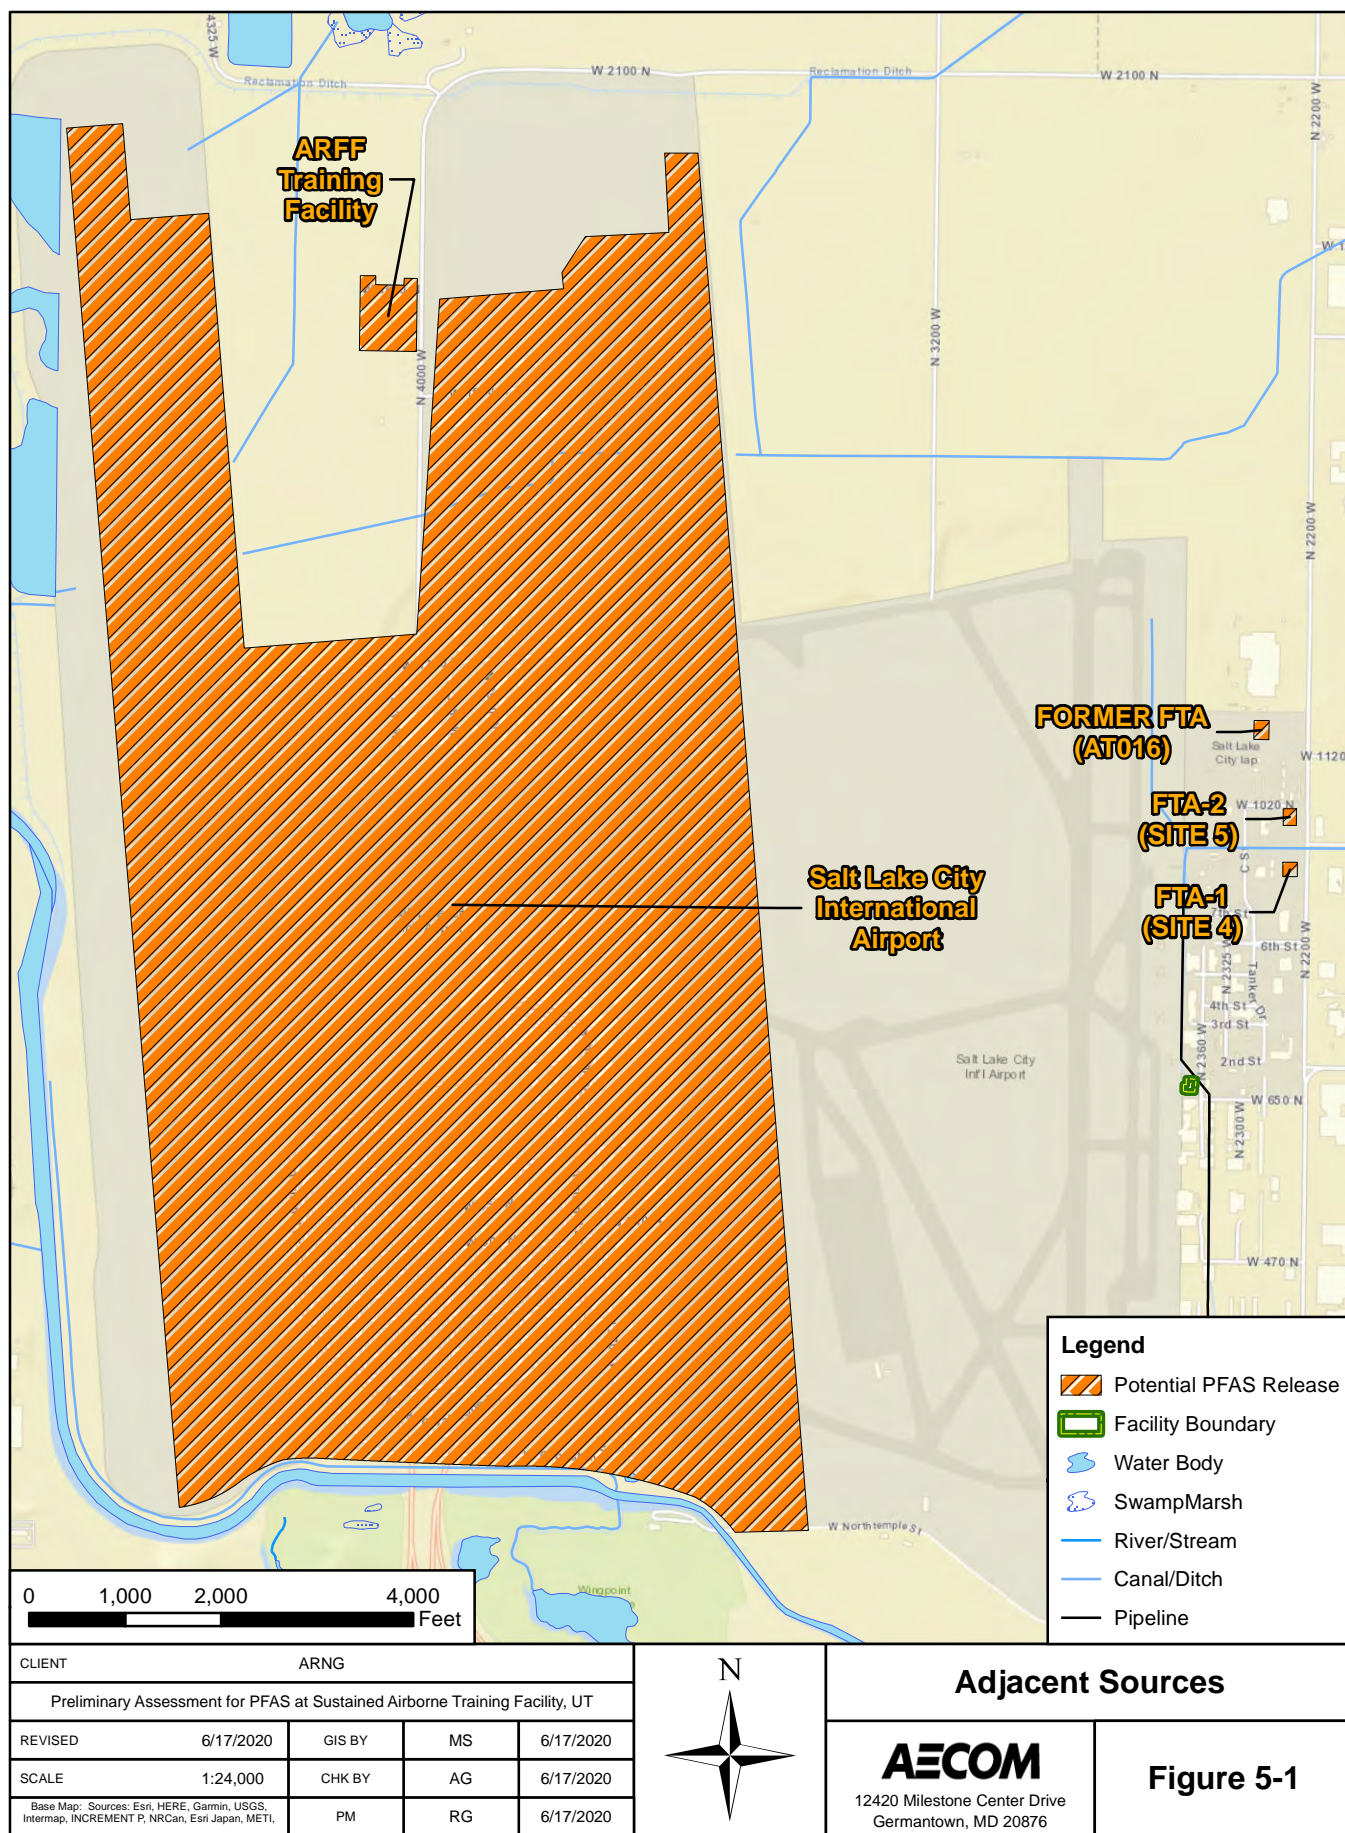 4325 W
Reclamation Ditch
W 2100 N
Reclamation Ditch
W 2100 N
N 2200 W
ARFF
Training
Facility
N 4000 W
N 3200 W
N 2200 W
FORMER FTA
(AT016)
Salt Lake
City Iap
W 1120
FTA-2
(SITE 5)
W 1020 N
C St
FTA-1
(SITE 4)
7th St
6th St
N 2200 W
N 2325 W
Tanker Dr
4th St
3rd St
2nd St
N 2360 W
W 650 N
N 2300 W
W 470 N
Salt Lake City
International
Airport
Salt Lake City
Int'l Airport
W Northtemple St
Wingpoint
Legend
Potential PFAS Release
Facility Boundary
Water Body
SwampMarsh
River/Stream
Canal/Ditch
Pipeline
0 1,000 2,000 4,000
Feet
CLIENT ARNG
Preliminary Assessment for PFAS at Sustained Airborne Training Facility, UT
REVISED 6/17/2020 GIS BY MS 6/17/2020
SCALE 1:24,000 CHK BY AG 6/17/2020
Base Map: Sources: Esri, HERE, Garmin, USGS,
Intermap, INCREMENT P, NRCan, Esri Japan, METI,
PM RG 6/17/2020
N
Adjacent Sources
AECOM
12420 Milestone Center Drive
Germantown, MD 20876
Figure 5-1